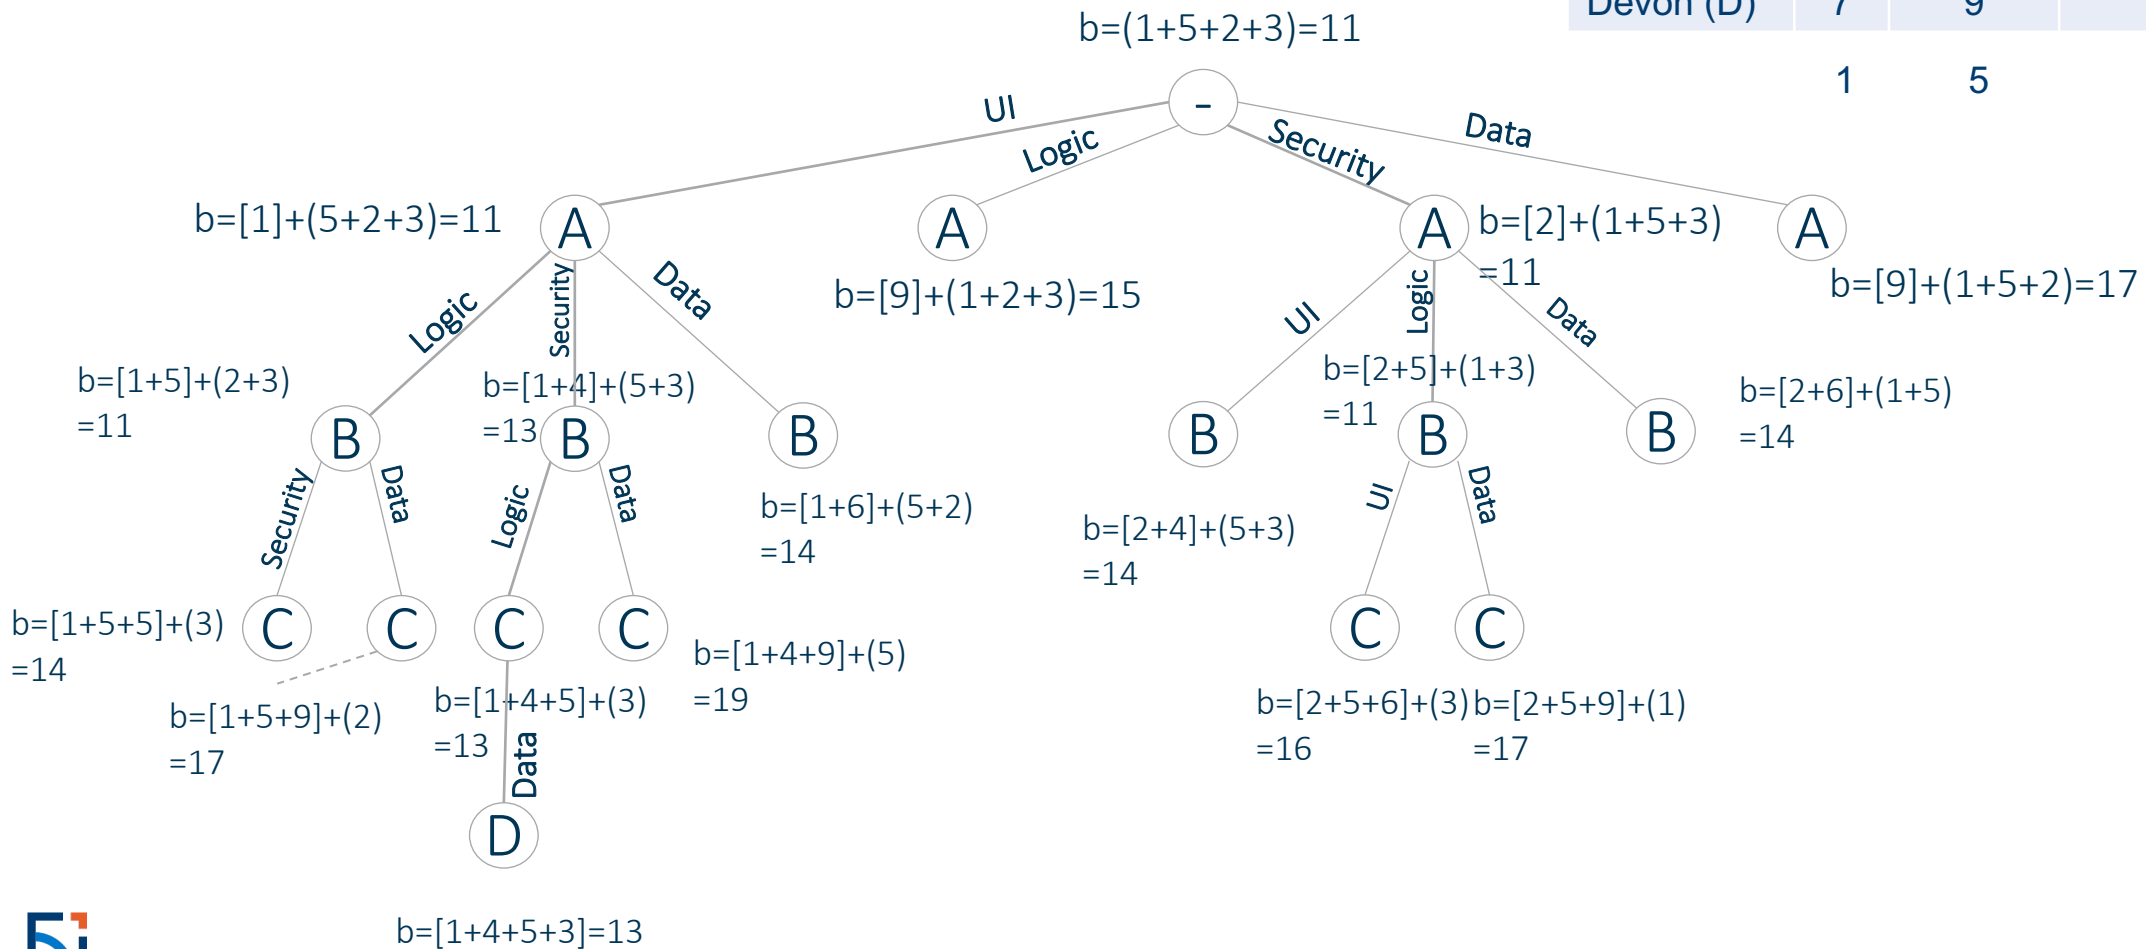 Devon (D) 7 9
b=(1+5+2+3)=11
1 5
-
UI
Logic
Security
Data
b=[1]+(5+2+3)=11
A
A
A
b=[2]+(1+5+3)
=11
A
b=[9]+(1+2+3)=15
b=[9]+(1+5+2)=17
Logic
Security
Data
UI
Logic
Data
b=[1+5]+(2+3)
=11
b=[1+4]+(5+3)
=13
b=[2+5]+(1+3)
=11
b=[2+6]+(1+5)
=14
B
B
B
B
B
B
Security
Data
Logic
Data
b=[1+6]+(5+2)
=14
b=[2+4]+(5+3)
=14
UI
Data
b=[1+5+5]+(3)
=14
C
C
C
C
C
C
b=[1+5+9]+(2)
=17
b=[1+4+5]+(3)
=13
b=[1+4+9]+(5)
=19
b=[2+5+6]+(3)
=16
b=[2+5+9]+(1)
=17
Data
D
b=[1+4+5+3]=13